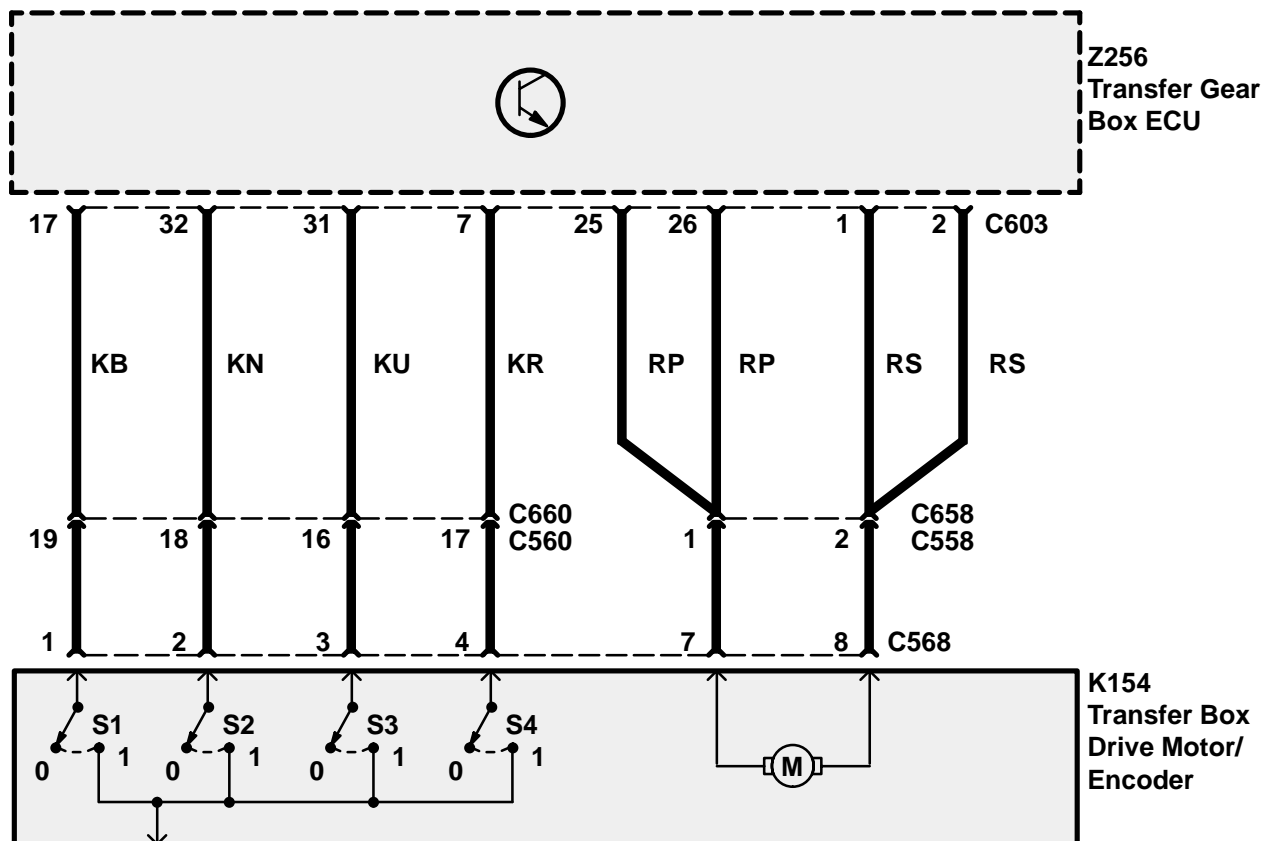 Z256
Transfer Gear
Box ECU
17 32 31 7 25 26 1 2 C603
KB KN KU KR RP RP RS RS
C660 C658
19 18 16 17 C560 1 2 C558
1 2 3 4 7 8 C568
K154
Transfer Box
Drive Motor/
Encoder
S1 S2 S3 S4
0 1 0 1 0 1 0 1
M